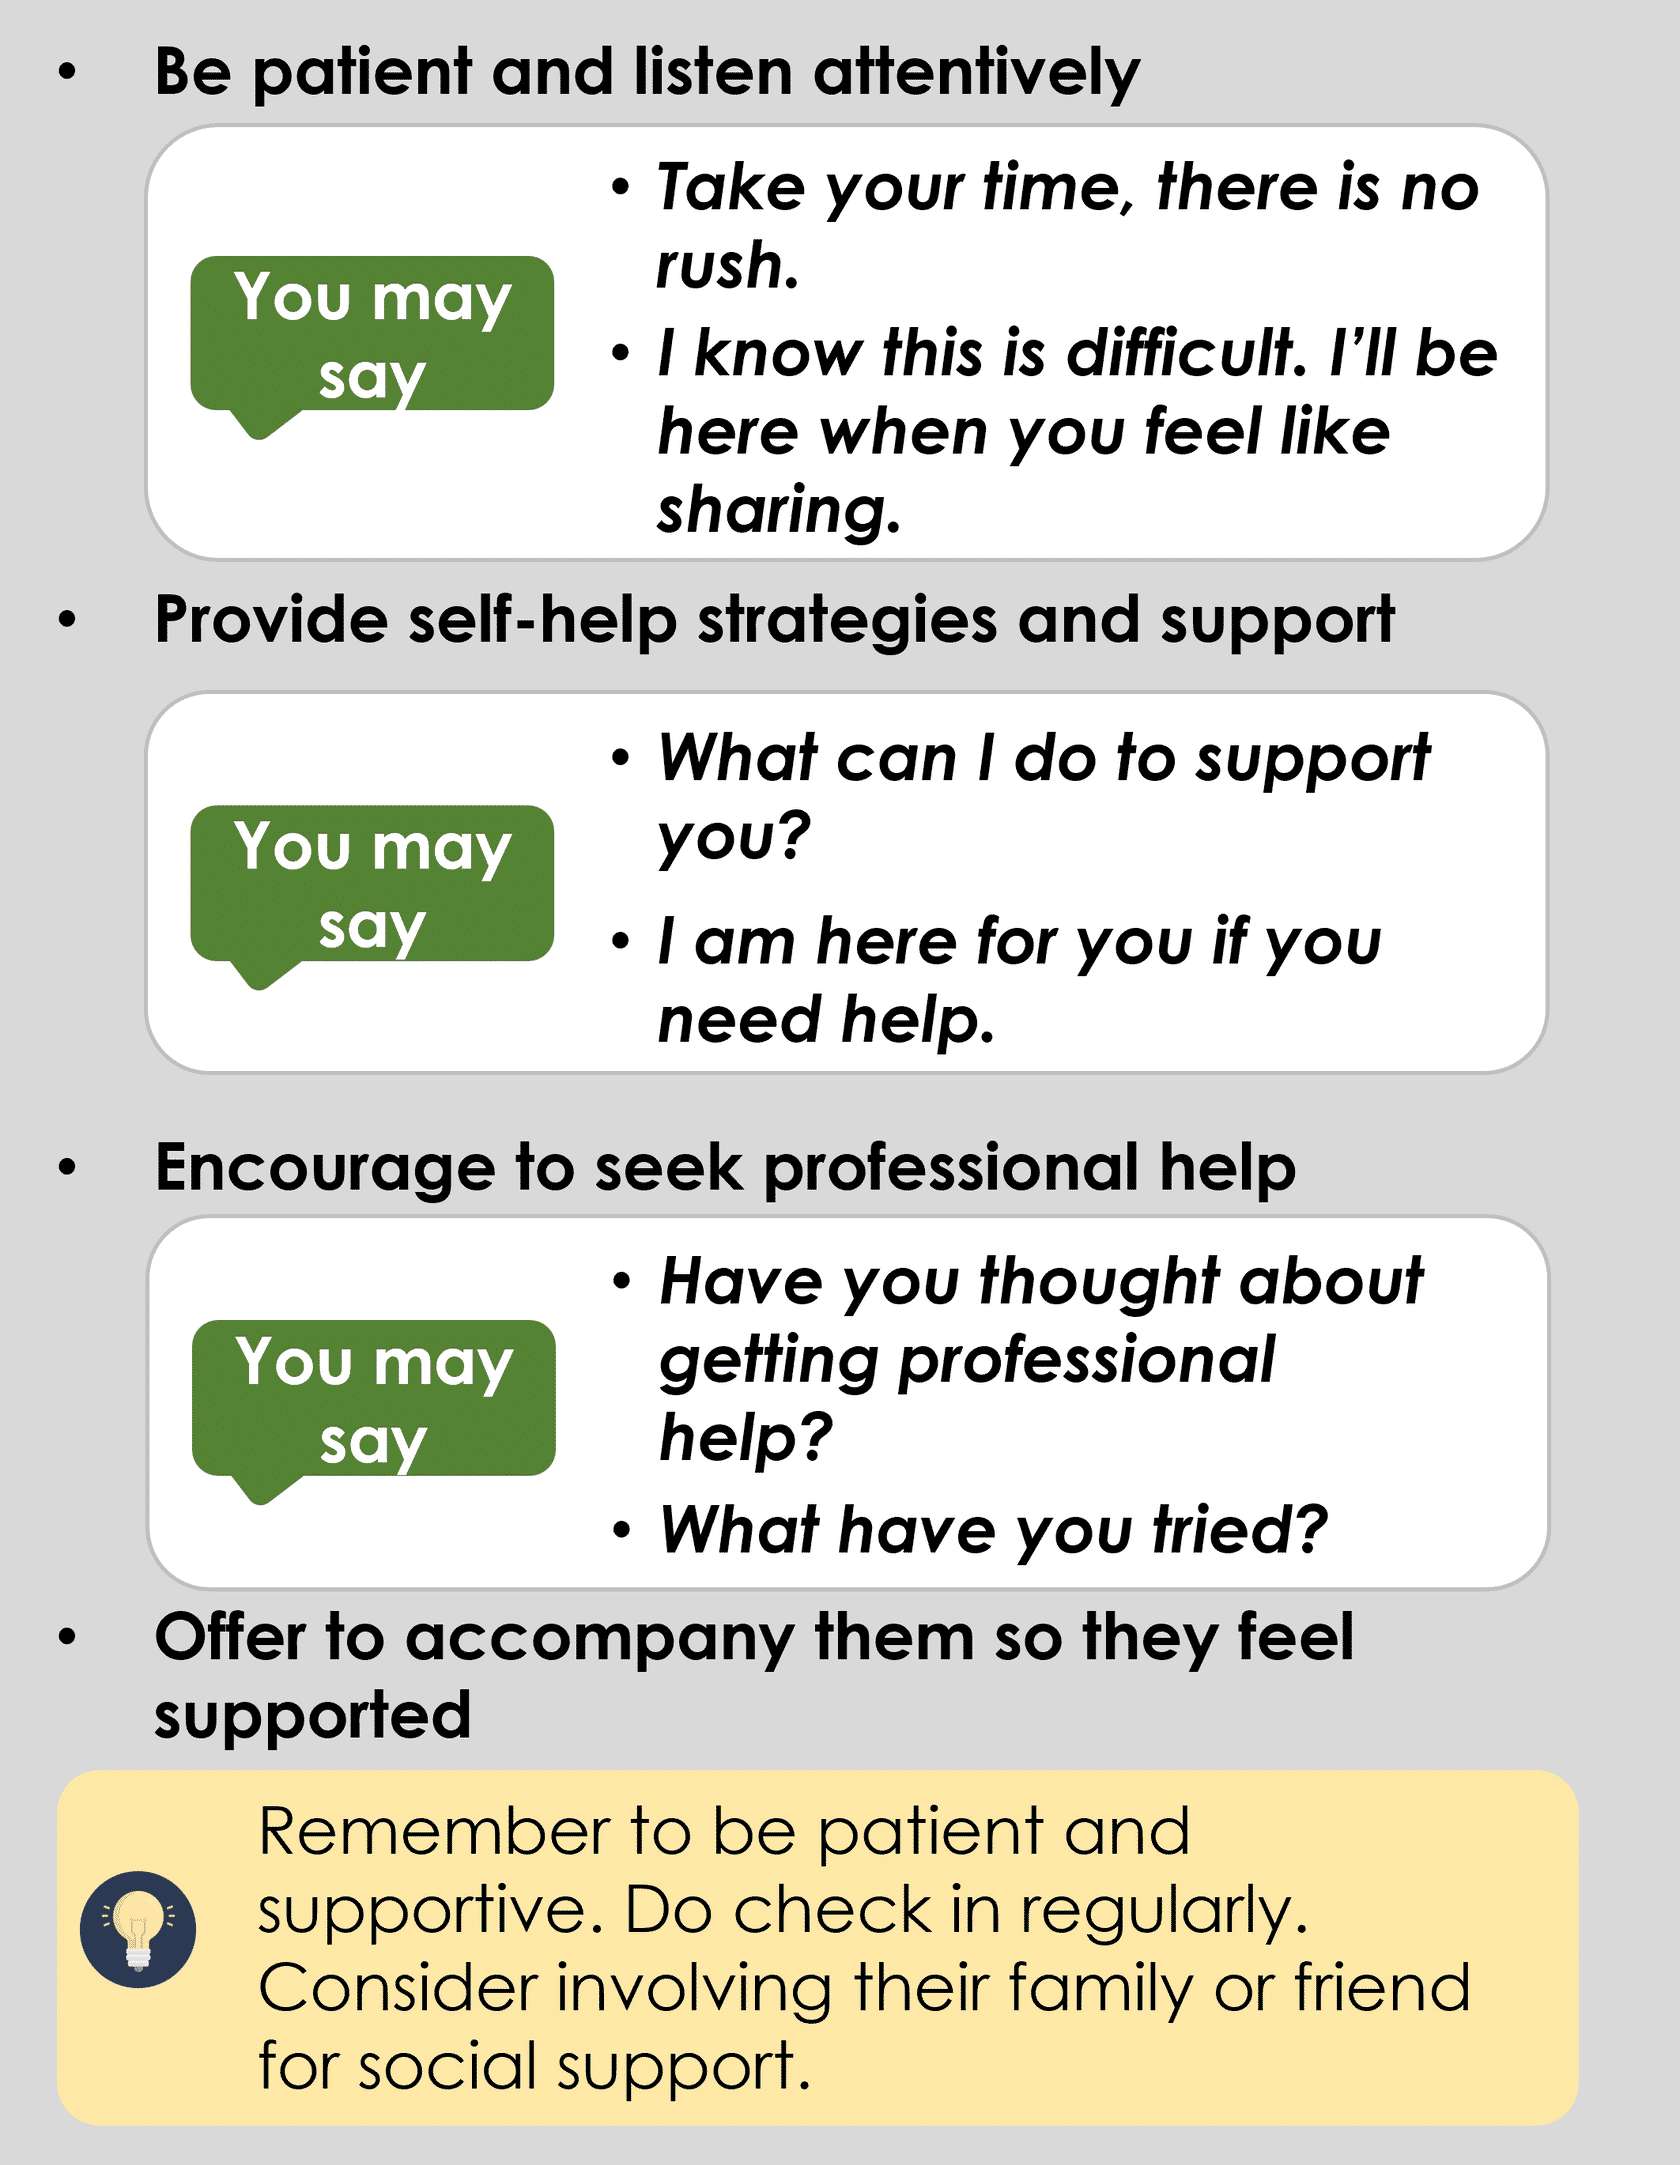 • Be patient and listen attentively
You may
say
• Take your time, there is no
rush.
• I know this is difficult. I’ll be
here when you feel like
sharing.
• Provide self-help strategies and support
You may
say
• What can I do to support
you?
• I am here for you if you
need help.
• Encourage to seek professional help
You may
say
• Have you thought about
getting professional
help?
• What have you tried?
• Offer to accompany them so they feel
supported
Remember to be patient and
supportive. Do check in regularly.
Consider involving their family or friend
for social support.